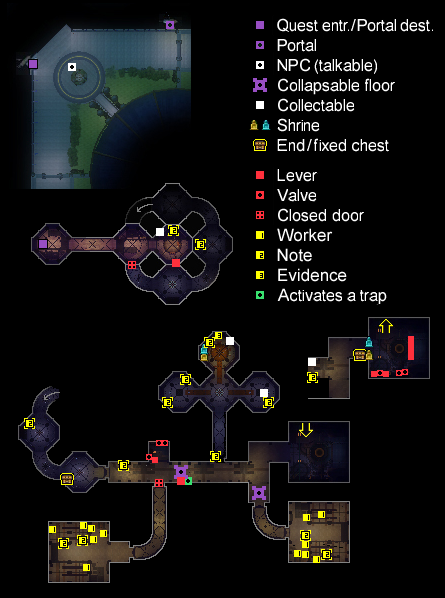 Quest entr./Portal dest.
Portal
NPC (talkable)
Collapsable floor
Collectable
Shrine
End/fixed chest
Lever
Valve
Closed door
Worker
Note
Evidence
Activates a trap